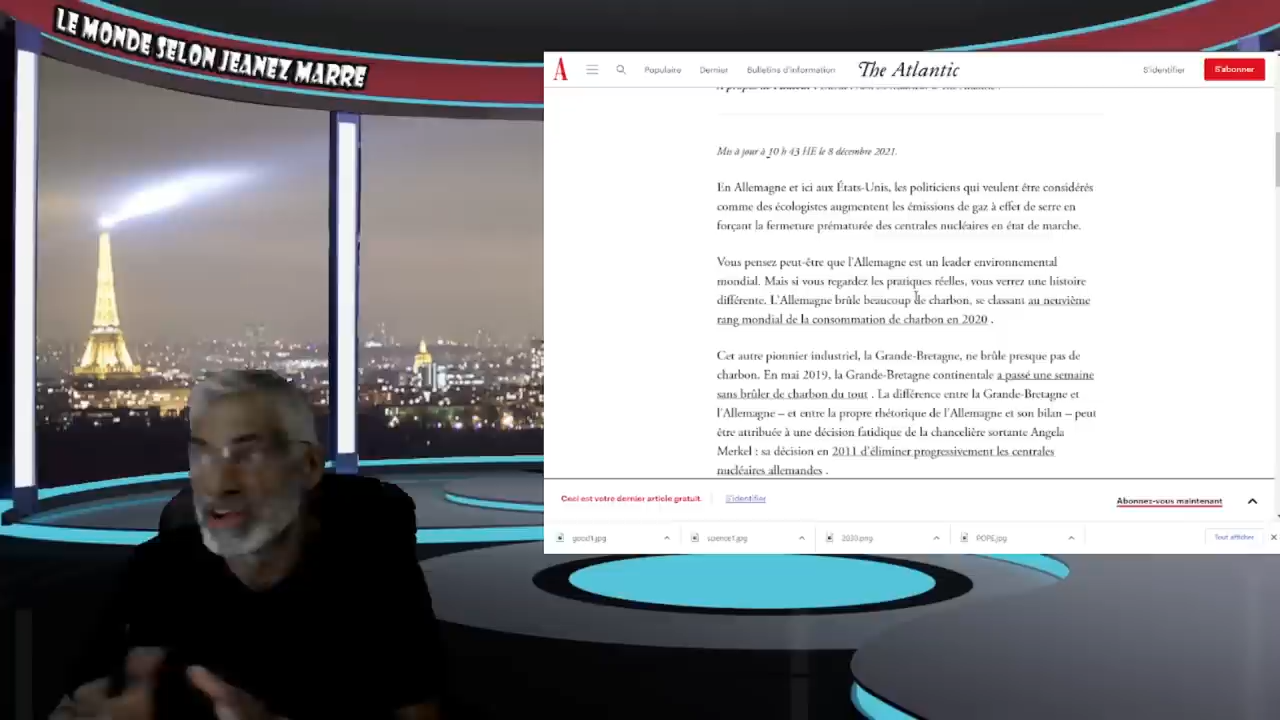 LE MONDE SELON JEANEZ MARRE
A
Populaire
Dernier
Bulletins d'information
The Atlantic
S'identifier
S'abonner
Mis à jour à 10 h 43 HE le 8 décembre 2021.
En Allemagne et ici aux États-Unis, les politiciens qui veulent être considérés
comme des écologistes augmentent les émissions de gaz à effet de serre en
forçant la fermeture prématurée des centrales nucléaires en état de marche.
Vous pensez peut-être que l'Allemagne est un leader environnemental
mondial. Mais si vous regardez les pratiques réelles, vous verrez une histoire
différente. L'Allemagne brûle beaucoup de charbon, se classant au neuvième
rang mondial de la consommation de charbon en 2020 .
Cet autre pionnier industriel, la Grande-Bretagne, ne brûle presque pas de
charbon. En mai 2019, la Grande-Bretagne continentale a passé une semaine
sans brûler de charbon du tout . La différence entre la Grande-Bretagne et
l'Allemagne – et entre la propre rhétorique de l'Allemagne et son bilan – peut
être attribuée à une décision fatidique de la chancelière sortante Angela
Merkel : sa décision en 2011 d'éliminer progressivement les centrales
nucléaires allemandes .
Ceci est votre dernier article gratuit.
S'identifier
Abonnez-vous maintenant
good1.jpg
2030.png
POPE.jpg
Tout afficher